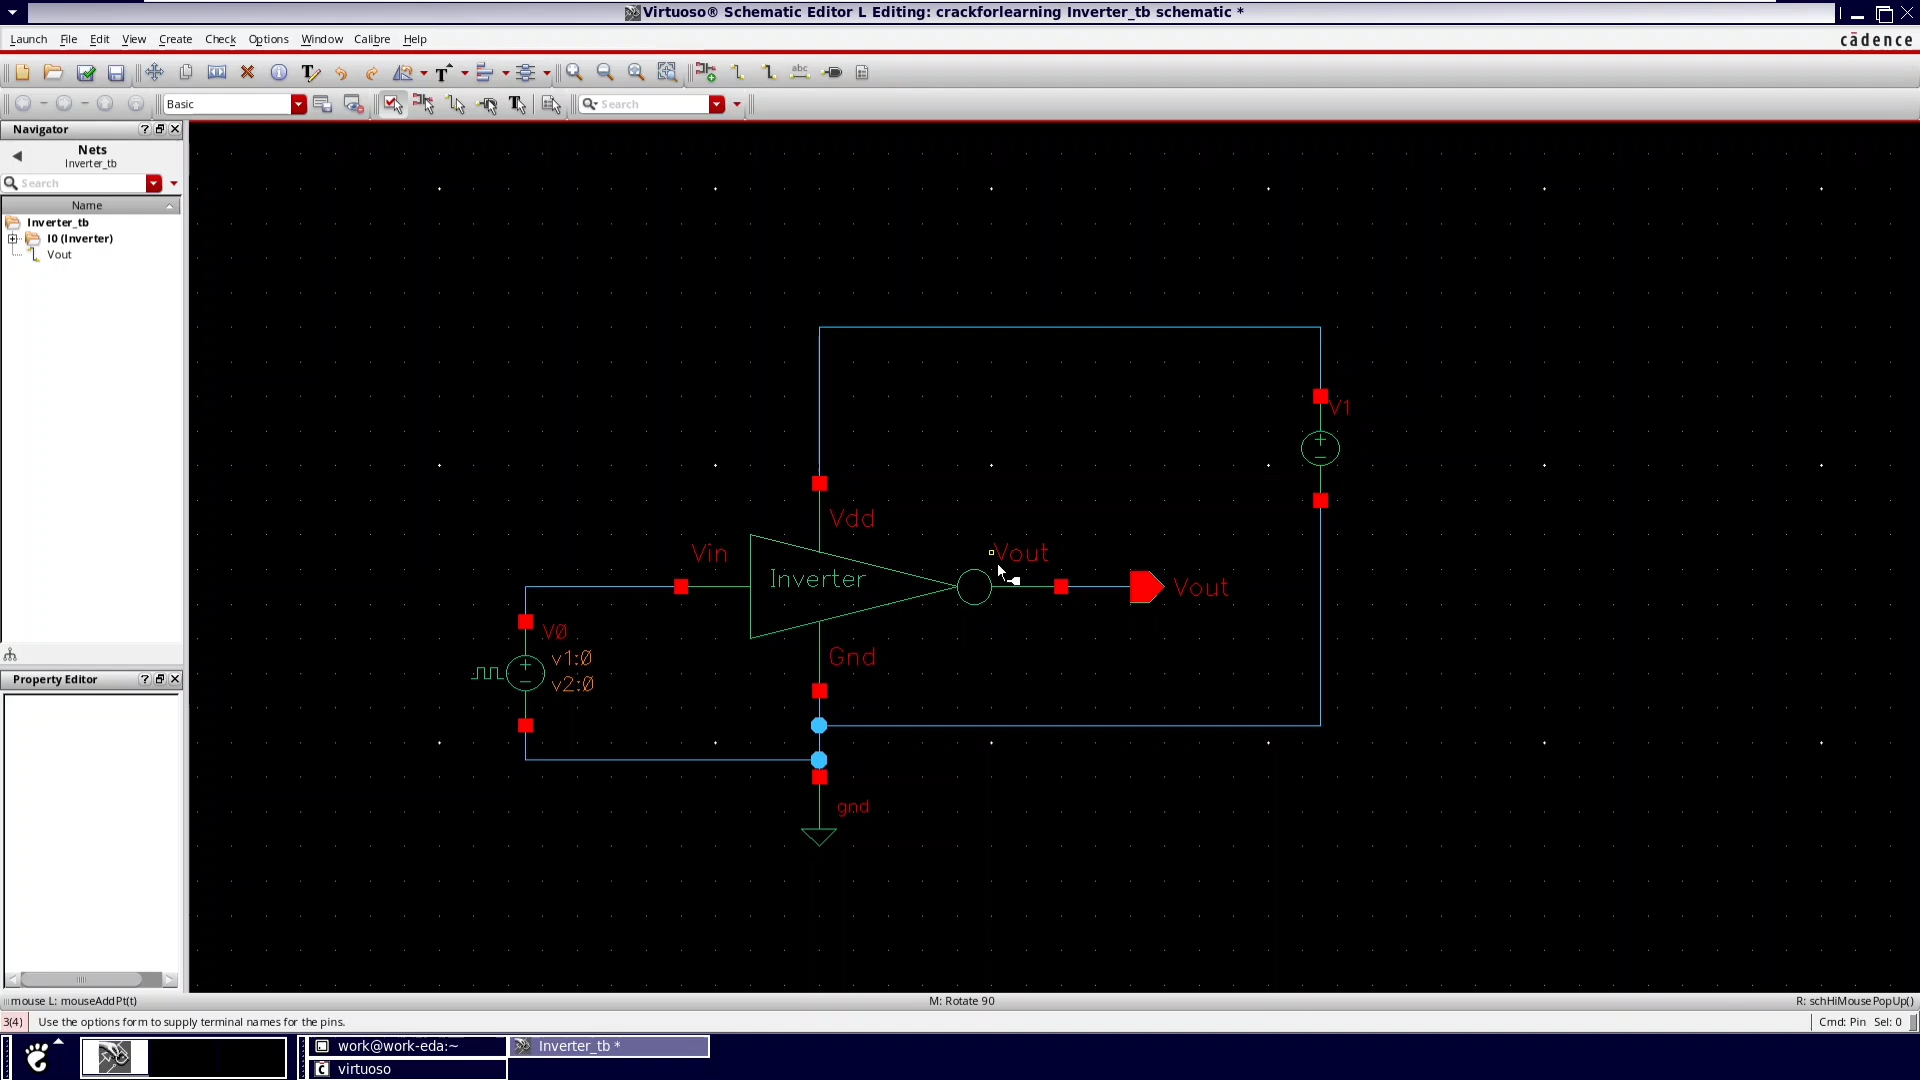 Virtuoso® Schematic Editor L Editing: crackforlearning Inverter_tb schematic *
Launch File Edit View Create Check Options Window Calibre Help
cādence
abc
Basic
Search
Navigator
Nets
Inverter_tb
Search
Name
Inverter_tb
I0 (Inverter)
Vout
Property Editor
V1
Vdd
Vin
Vout
Inverter
Vout
V0
v1:0
v2:0
Gnd
gnd
mouse L: mouseAddPt(t)
M: Rotate 90
R: schHiMousePopUp()
3(4)
Use the options form to supply terminal names for the pins.
Cmd: Pin Sel: 0
work@work-eda:~
Inverter_tb *
virtuoso